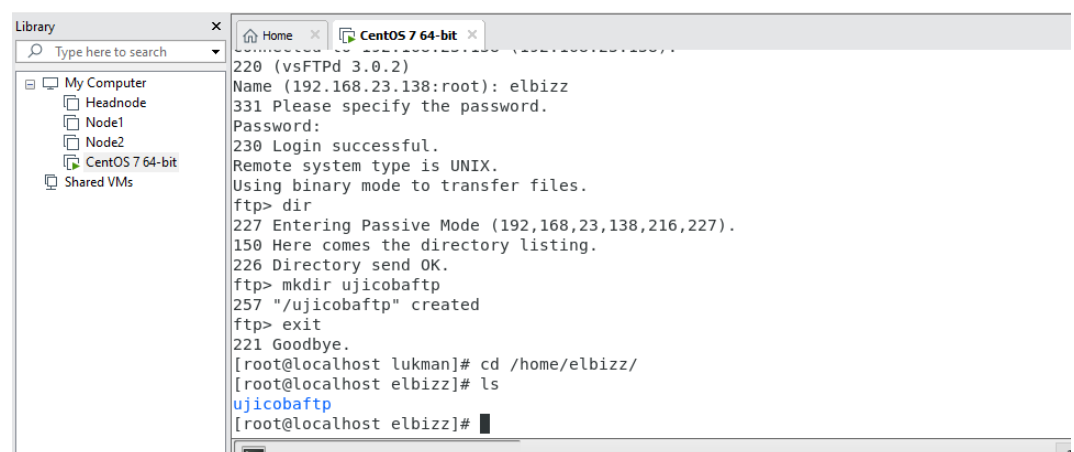 Library
Type here to search
My Computer
Headnode
Node1
Node2
CentOS 7 64-bit
Shared VMs
Home
CentOS 7 64-bit
220 (vsFTPd 3.0.2)
Name (192.168.23.138:root): elbizz
331 Please specify the password.
Password:
230 Login successful.
Remote system type is UNIX.
Using binary mode to transfer files.
ftp> dir
227 Entering Passive Mode (192,168,23,138,216,227).
150 Here comes the directory listing.
226 Directory send OK.
ftp> mkdir ujicobaftp
257 "/ujicobaftp" created
ftp> exit
221 Goodbye.
[root@localhost lukman]# cd /home/elbizz/
[root@localhost elbizz]# ls
ujicobaftp
[root@localhost elbizz]#